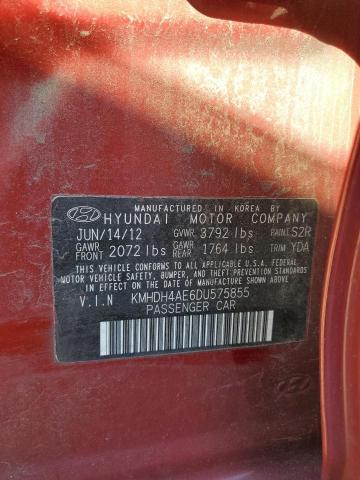 MANUFACTURED IN KOREA BY
HYUNDAI MOTOR COMPANY
JUN/14/12 GVWR 3792 lbs PAINT S2R
GAWR FRONT 2072 lbs GAWR REAR 1764 lbs TRIM YDA
THIS VEHICLE CONFORMS TO ALL APPLICABLE U.S.A. FEDERAL
MOTOR VEHICLE SAFETY, BUMPER, AND THEFT PREVENTION
STANDARDS IN EFFECT ON THE DATE OF MANUFACTURE SHOWN ABOVE.
V.I.N KMHDH4AE6DU575855
PASSENGER CAR